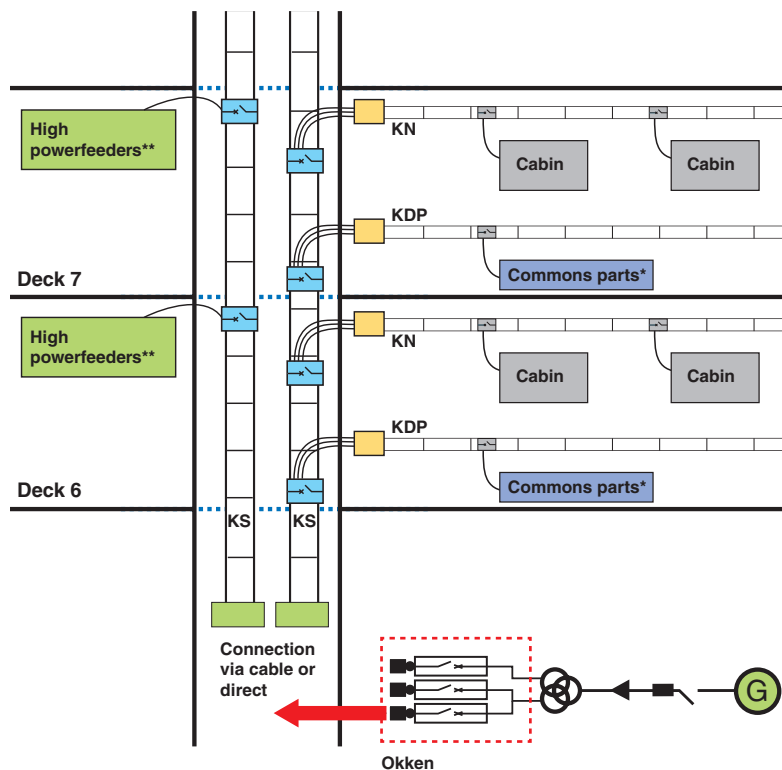 High
powerfeeders**
KN
Cabin
Cabin
KDP
Commons parts*
Deck 7
High
powerfeeders**
KN
Cabin
Cabin
KDP
Commons parts*
Deck 6
KS
KS
Connection
via cable or
direct
G
Okken